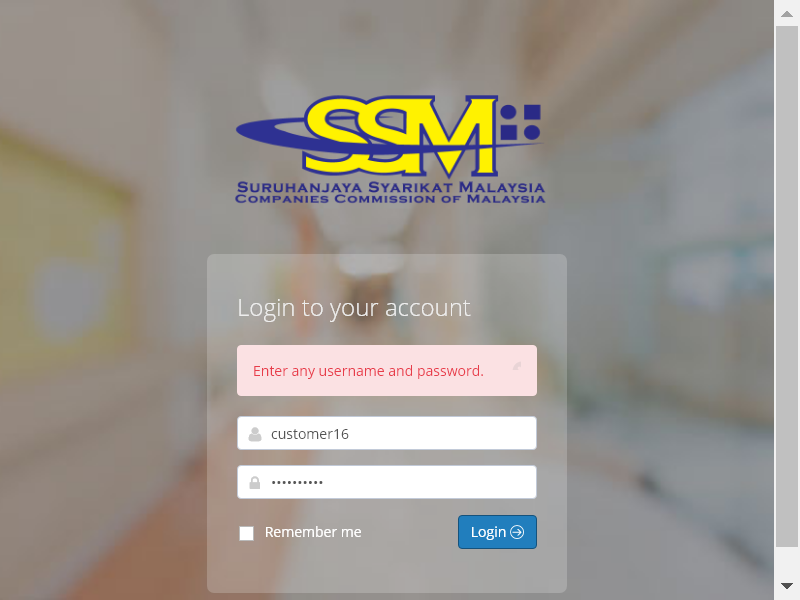 SSM
SURUHANJAYA SYARIKAT MALAYSIA
COMPANIES COMMISSION OF MALAYSIA
Login to your account
Enter any username and password.
customer16
••••••••••
Remember me
Login